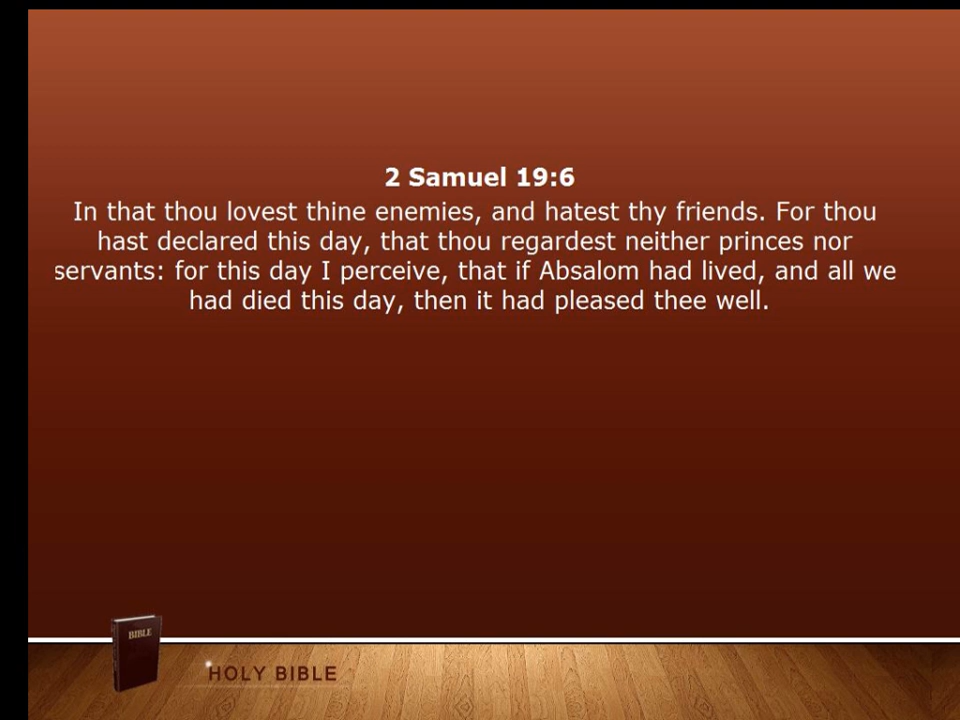 2 Samuel 19:6
In that thou lovest thine enemies, and hatest thy friends. For thou
hast declared this day, that thou regardest neither princes nor
servants: for this day I perceive, that if Absalom had lived, and all we
had died this day, then it had pleased thee well.
BIBLE
HOLY BIBLE